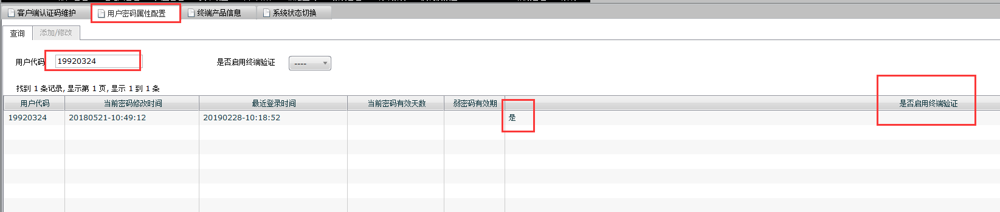 客户端认证码维护 用户密码属性配置 终端产品信息 系统状态切换
查询 添加/修改
用户代码 19920324 是否启用终端验证 ----
找到 1 条记录, 显示第 1 页, 显示 1 到 1 条
用户代码 当前密码修改时间 最近登录时间 当前密码有效天数 弱密码有效期 是否启用终端验证
19920324 20180521-10:49:12 20190228-10:18:52 是